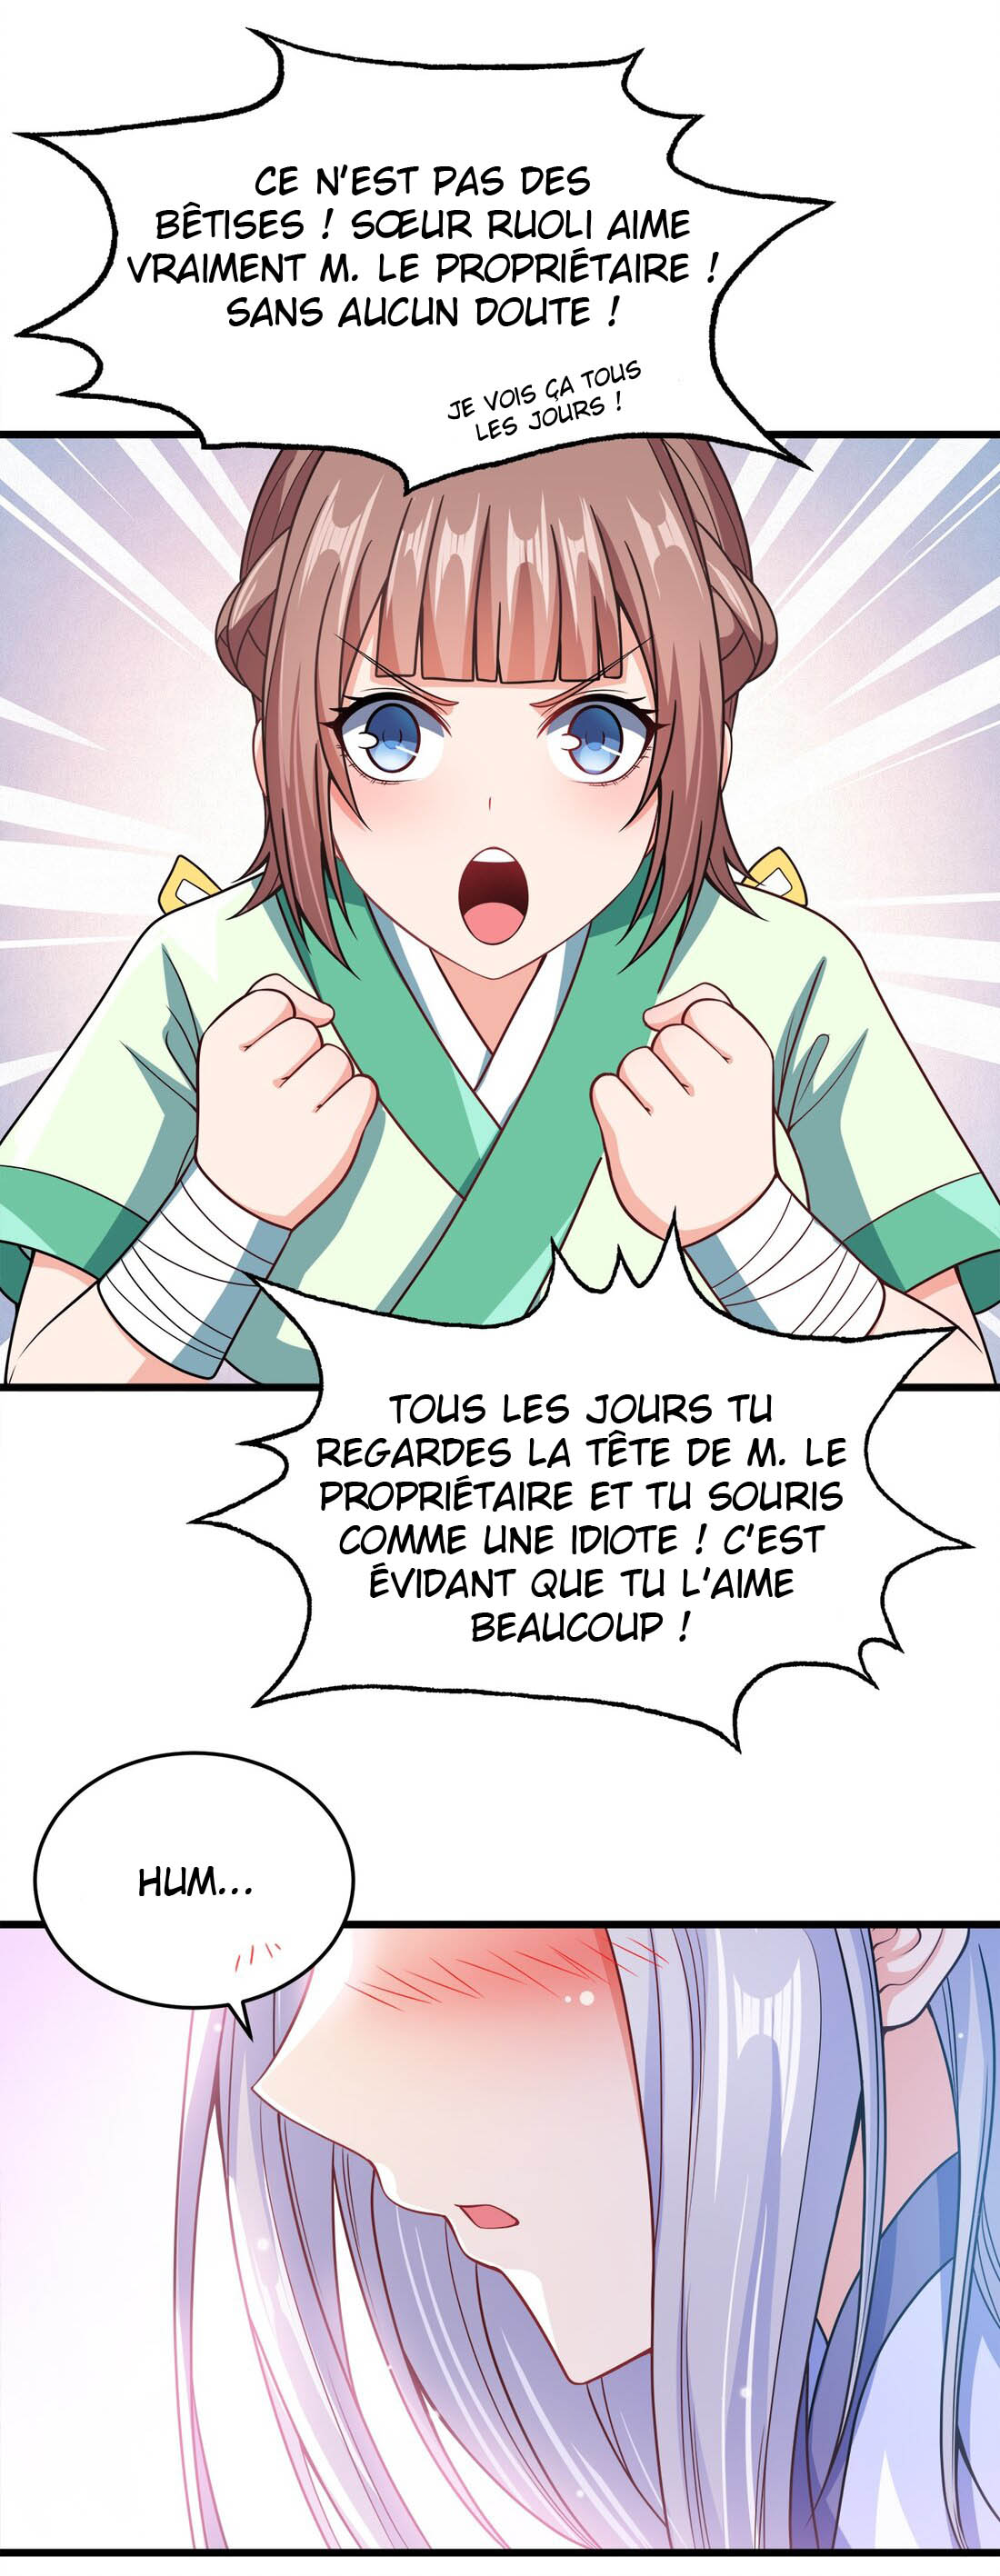 CE N'EST PAS DES
BÊTISES ! SŒUR RUOLI AIME
VRAIMENT M. LE PROPRIÉTAIRE !
SANS AUCUN DOUTE !
JE VOIS ÇA TOUS
LES JOURS !
TOUS LES JOURS TU
REGARDES LA TÊTE DE M. LE
PROPRIÉTAIRE ET TU SOURIS
COMME UNE IDIOTE ! C'EST
ÉVIDANT QUE TU L'AIME
BEAUCOUP !
HUM...